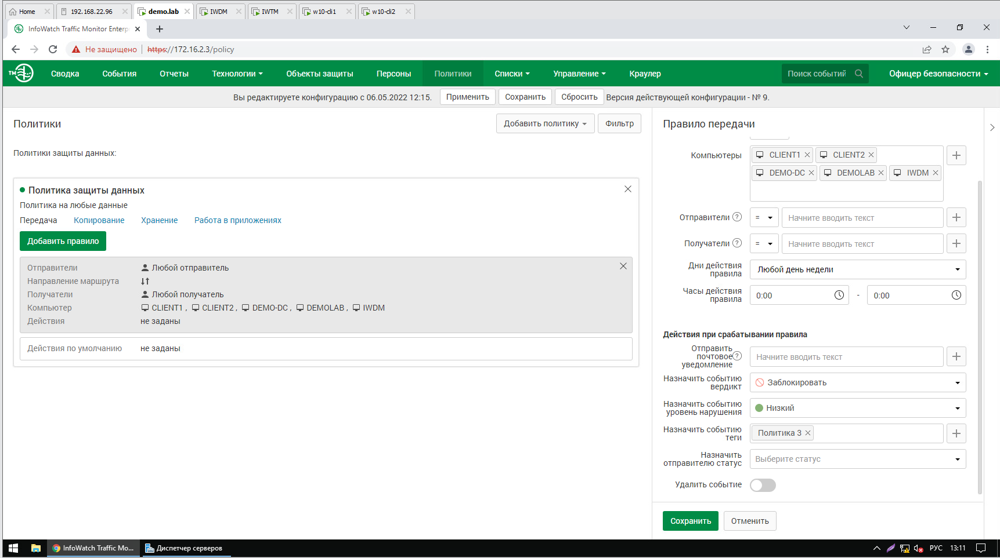 Home
192.168.22.96
demo.lab
IWDM
IWTM
w10-cli1
w10-cli2
InfoWatch Traffic Monitor Enterp
Не защищено
https://172.16.2.3/policy
TM
Сводка
События
Отчеты
Технологии
Объекты защиты
Персоны
Политики
Списки
Управление
Краулер
Поиск событий
Офицер безопасности
Вы редактируете конфигурацию с 06.05.2022 12:15.
Применить
Сохранить
Сбросить
Версия действующей конфигурации - № 9.
Политики
Добавить политику
Фильтр
Политики защиты данных:
Политика защиты данных
Политика на любые данные
Передача
Копирование
Хранение
Работа в приложениях
Добавить правило
Отправители
Любой отправитель
Направление маршрута
Получатели
Любой получатель
Компьютер
CLIENT1 , CLIENT2 , DEMO-DC , DEMOLAB , IWDM
Действия
не заданы
Действия по умолчанию
не заданы
Правило передачи
Компьютеры
CLIENT1
CLIENT2
DEMO-DC
DEMOLAB
IWDM
Отправители ?
=
Начните вводить текст
Получатели ?
=
Начните вводить текст
Дни действия
правила
Любой день недели
Часы действия
правила
0:00
-
0:00
Действия при срабатывании правила
Отправить
почтовое
уведомление
?
Начните вводить текст
Назначить событию
вердикт
Заблокировать
Назначить событию
уровень нарушения
Низкий
Назначить событию
теги
Политика 3
Назначить
отправителю статус
Выберите статус
Удалить событие
Сохранить
Отменить
InfoWatch Traffic Mo...
Диспетчер серверов
РУС
13:11